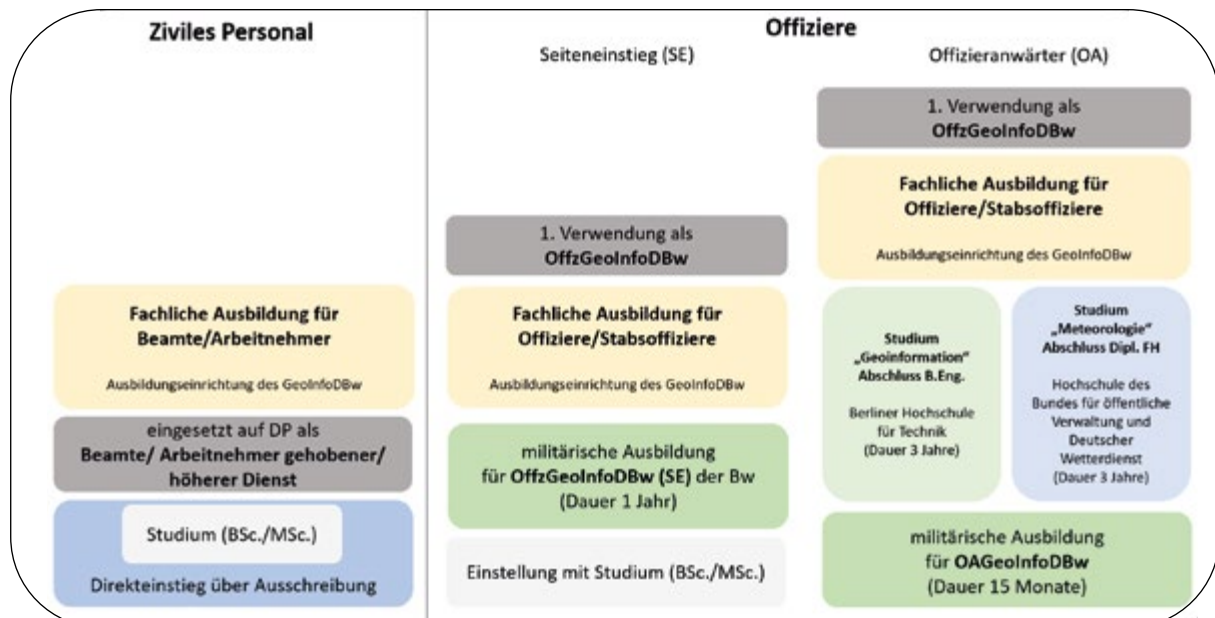 Ziviles Personal
Fachliche Ausbildung für
Beamte/Arbeitnehmer
Ausbildungseinrichtung des GeoInfoDBw
eingesetzt auf DP als
Beamte/ Arbeitnehmer gehobener/
höherer Dienst
Studium (BSc./MSc.)
Direkteinstieg über Ausschreibung
Offiziere
Seiteneinstieg (SE)
1. Verwendung als
OffzGeoInfoDBw
Fachliche Ausbildung für
Offiziere/Stabsoffiziere
Ausbildungseinrichtung des GeoInfoDBw
militärische Ausbildung
für OffzGeoInfoDBw (SE) der Bw
(Dauer 1 Jahr)
Einstellung mit Studium (BSc./MSc.)
Offizieranwärter (OA)
1. Verwendung als
OffzGeoInfoDBw
Fachliche Ausbildung für
Offiziere/Stabsoffiziere
Ausbildungseinrichtung des GeoInfoDBw
Studium
„Geoinformation"
Abschluss B.Eng.
Berliner Hochschule
für Technik
(Dauer 3 Jahre)
Studium
„Meteorologie"
Abschluss Dipl. FH
Hochschule des
Bundes für öffentliche
Verwaltung und
Deutscher
Wetterdienst
(Dauer 3 Jahre)
militärische Ausbildung
für OAGeoInfoDBw
(Dauer 15 Monate)